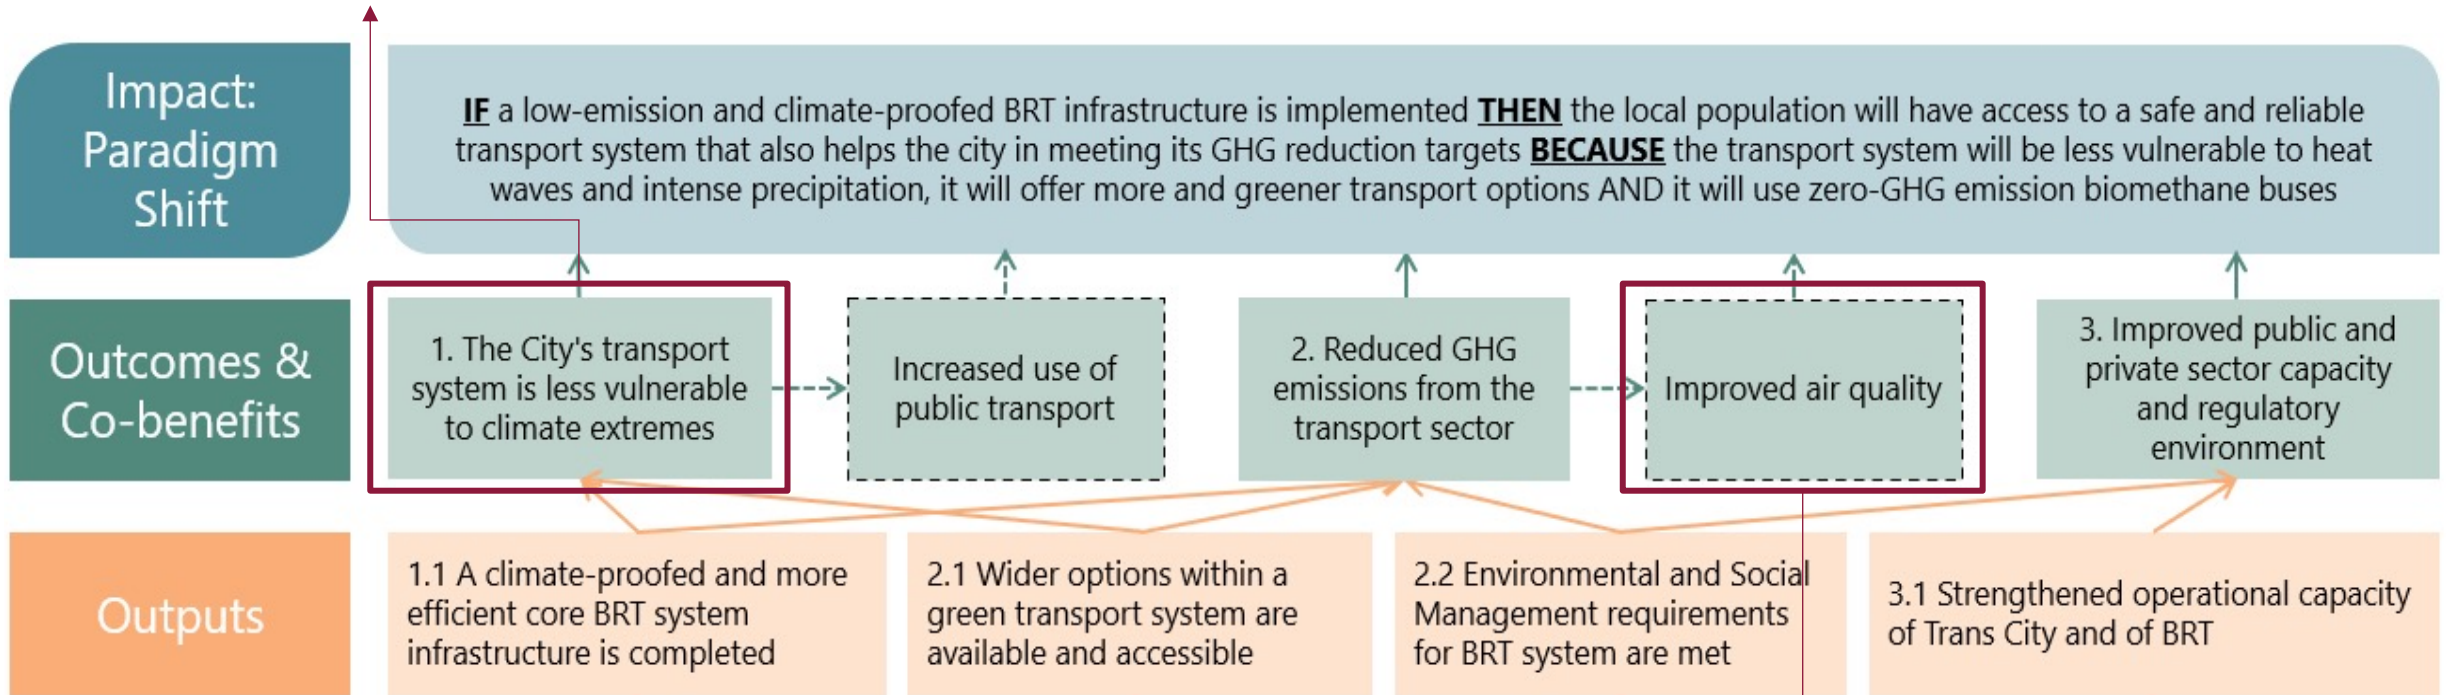 Impact:
Paradigm
Shift
IF a low-emission and climate-proofed BRT infrastructure is implemented THEN the local population will have access to a safe and reliable
transport system that also helps the city in meeting its GHG reduction targets BECAUSE the transport system will be less vulnerable to heat
waves and intense precipitation, it will offer more and greener transport options AND it will use zero-GHG emission biomethane buses
Outcomes &
Co-benefits
1. The City's transport
system is less vulnerable
to climate extremes
Increased use of
public transport
2. Reduced GHG
emissions from the
transport sector
Improved air quality
3. Improved public and
private sector capacity
and regulatory
environment
Outputs
1.1 A climate-proofed and more
efficient core BRT system
infrastructure is completed
2.1 Wider options within a
green transport system are
available and accessible
2.2 Environmental and Social
Management requirements
for BRT system are met
3.1 Strengthened operational capacity
of Trans City and of BRT